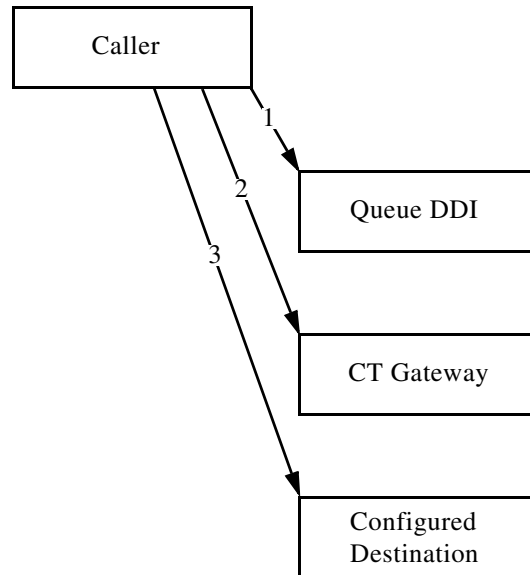 Caller
1
2
Queue DDI
3
CT Gateway
Configured
Destination